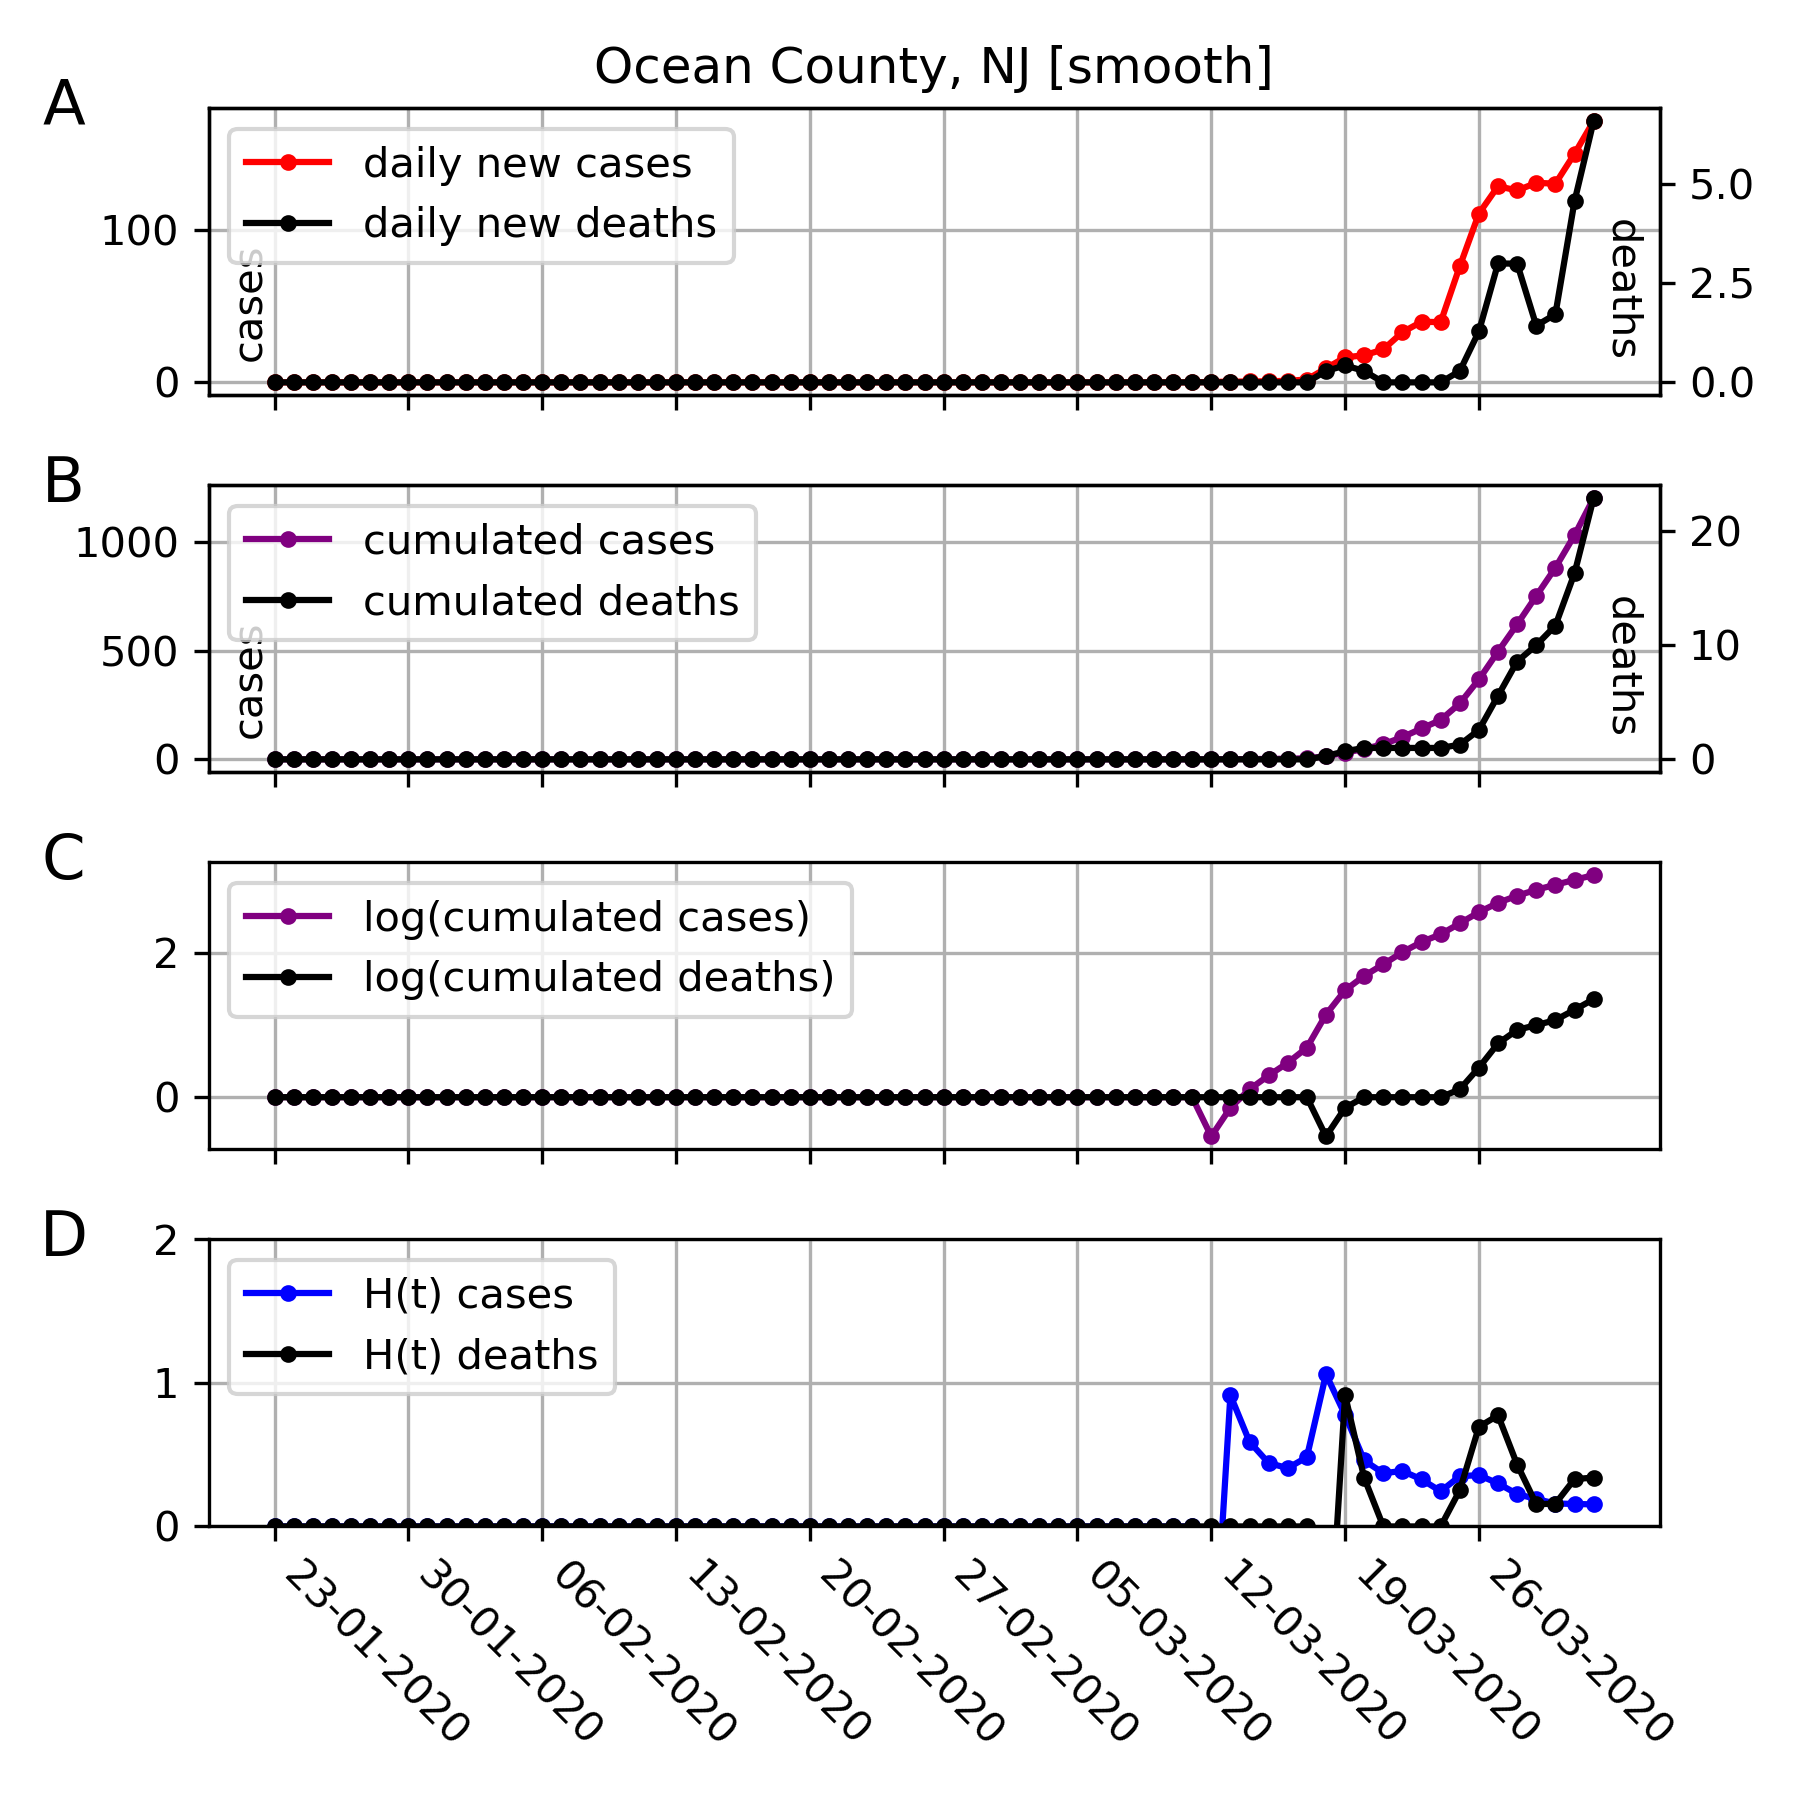 Ocean County, NJ [smooth]
A
daily new cases
daily new deaths
100
0
cases
5.0
2.5
0.0
deaths
B
cumulated cases
cumulated deaths
1000
500
0
cases
20
10
0
deaths
C
log(cumulated cases)
log(cumulated deaths)
2
0
D
H(t) cases
H(t) deaths
2
1
0
23-01-2020
30-01-2020
06-02-2020
13-02-2020
20-02-2020
27-02-2020
05-03-2020
12-03-2020
19-03-2020
26-03-2020